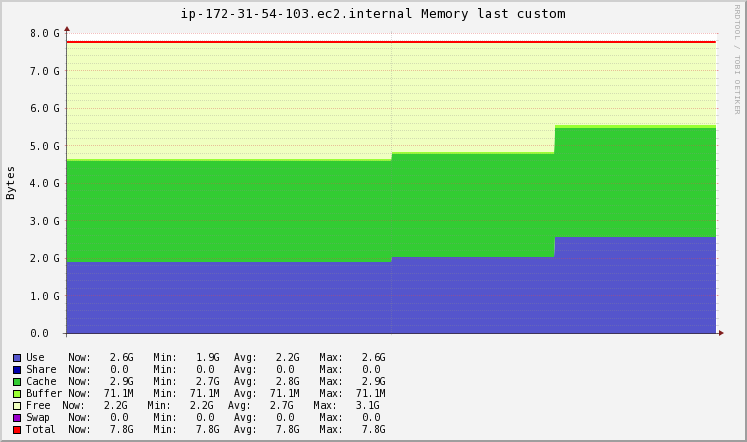 ip-172-31-54-103.ec2.internal Memory last custom
RRDTOOL / TOBI OETIKER
Bytes
8.0 G
7.0 G
6.0 G
5.0 G
4.0 G
3.0 G
2.0 G
1.0 G
0.0
Use Now: 2.6G Min: 1.9G Avg: 2.2G Max: 2.6G
Share Now: 0.0 Min: 0.0 Avg: 0.0 Max: 0.0
Cache Now: 2.9G Min: 2.7G Avg: 2.8G Max: 2.9G
Buffer Now: 71.1M Min: 71.1M Avg: 71.1M Max: 71.1M
Free Now: 2.2G Min: 2.2G Avg: 2.7G Max: 3.1G
Swap Now: 0.0 Min: 0.0 Avg: 0.0 Max: 0.0
Total Now: 7.8G Min: 7.8G Avg: 7.8G Max: 7.8G